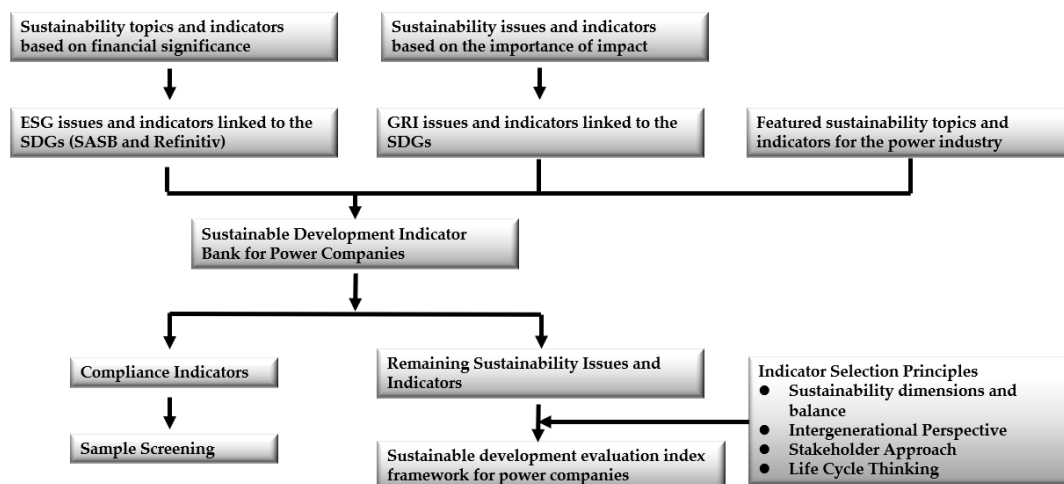 Sustainability topics and indicators
based on financial significance
Sustainability issues and indicators
based on the importance of impact
ESG issues and indicators linked to the
SDGs (SASB and Refinitiv)
GRI issues and indicators linked to the
SDGs
Featured sustainability topics and
indicators for the power industry
Sustainable Development Indicator
Bank for Power Companies
Compliance Indicators
Remaining Sustainability Issues and
Indicators
Indicator Selection Principles
● Sustainability dimensions and
balance
● Intergenerational Perspective
● Stakeholder Approach
● Life Cycle Thinking
Sample Screening
Sustainable development evaluation index
framework for power companies